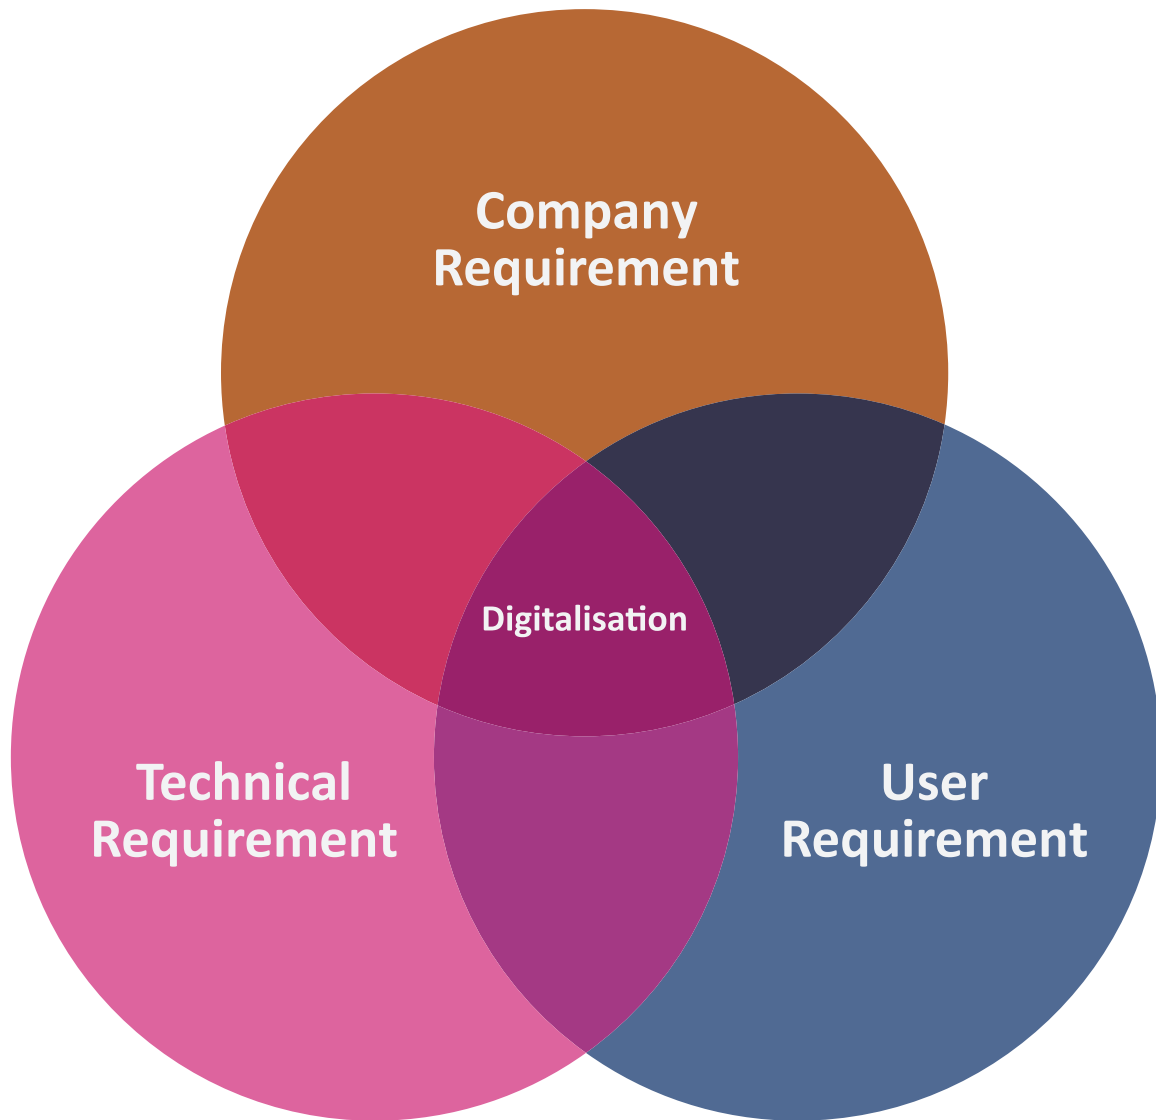 Company
Requirement
Digitalisation
Technical
Requirement
User
Requirement